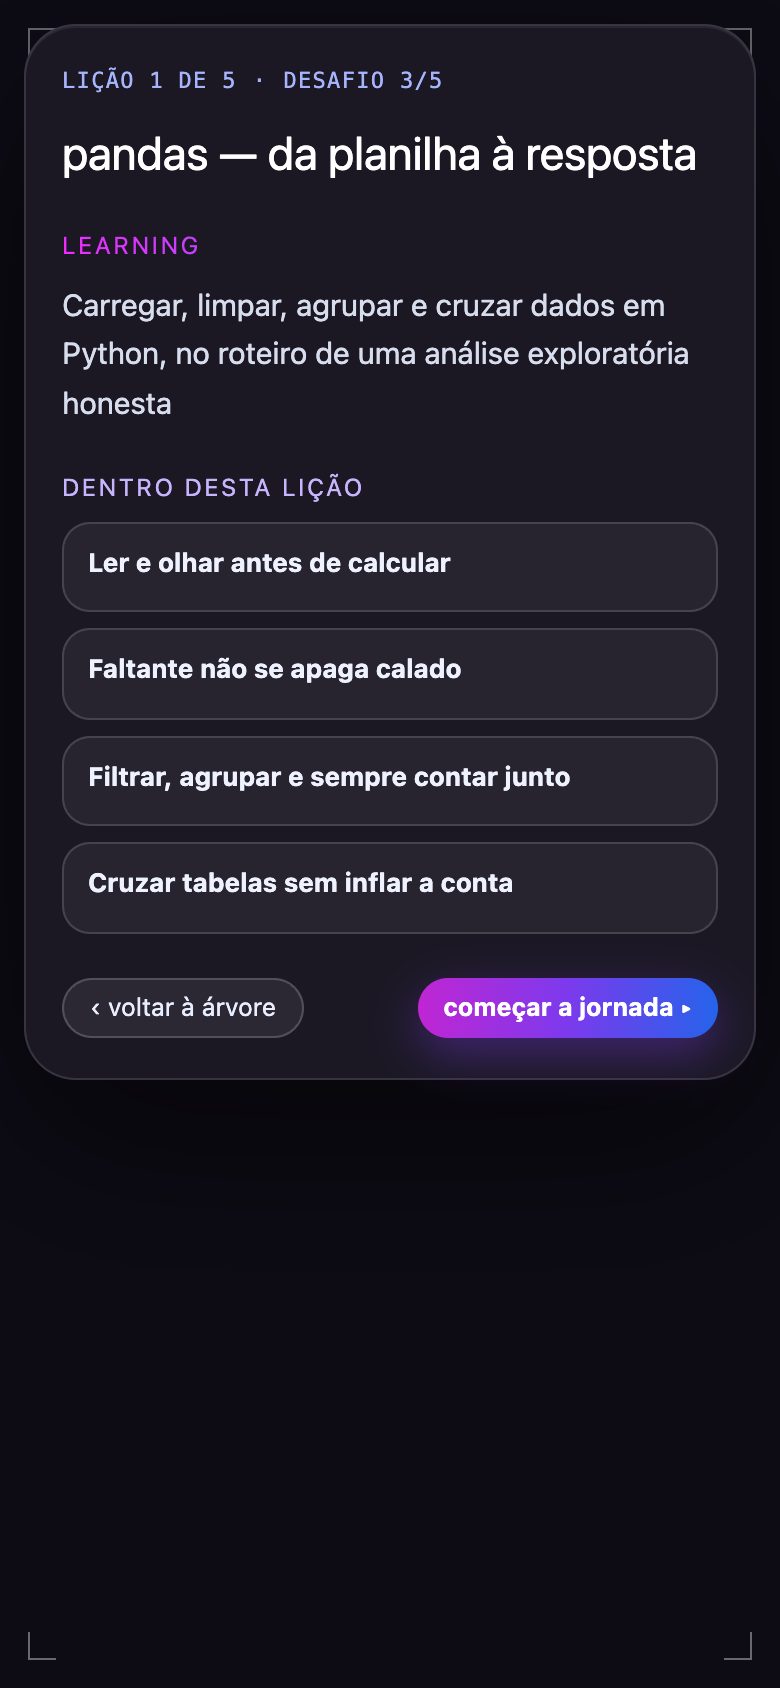 LIÇÃO 1 DE 5 · DESAFIO 3/5
pandas — da planilha à resposta
LEARNING
Carregar, limpar, agrupar e cruzar dados em
Python, no roteiro de uma análise exploratória
honesta
DENTRO DESTA LIÇÃO
Ler e olhar antes de calcular
Faltante não se apaga calado
Filtrar, agrupar e sempre contar junto
Cruzar tabelas sem inflar a conta
‹ voltar à árvore
começar a jornada ▸